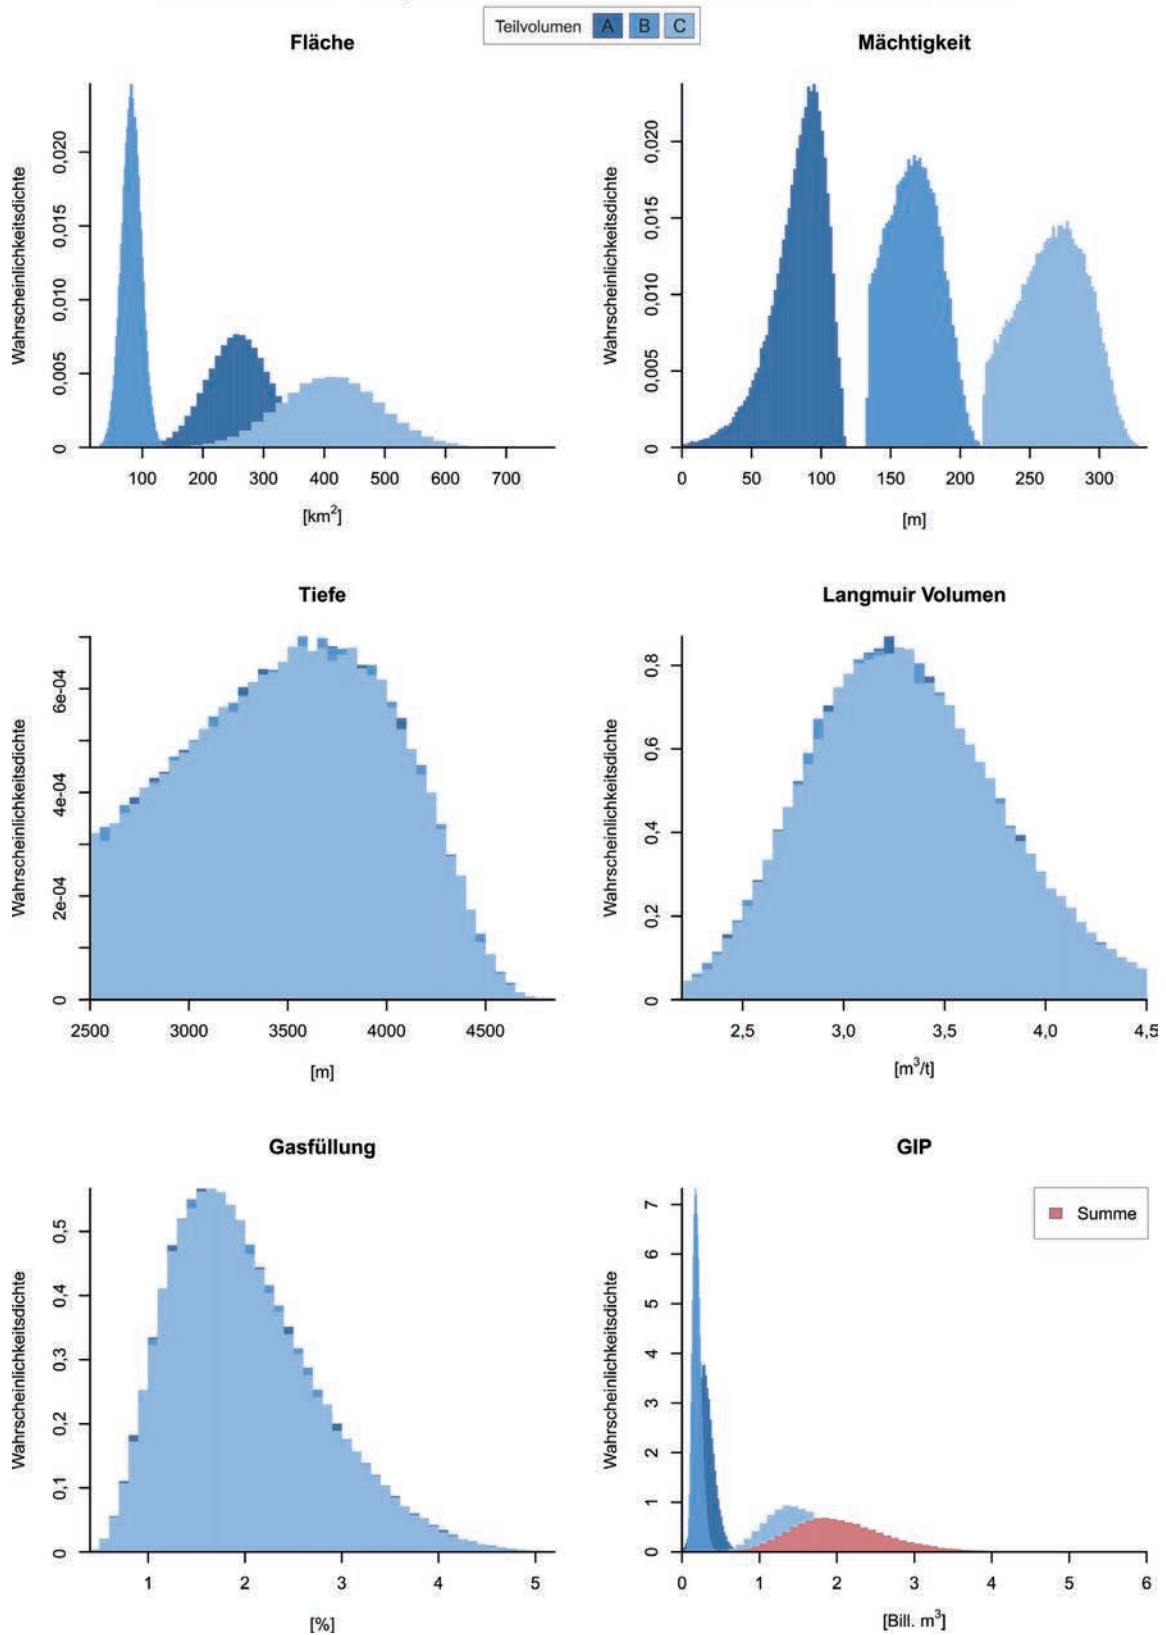 Teilvolumen A B C
Fläche
Wahrscheinlichkeitsdichte
0 0,005 0,010 0,015 0,020
100 200 300 400 500 600 700
[km²]
Mächtigkeit
Wahrscheinlichkeitsdichte
0 0,005 0,010 0,015 0,020
0 50 100 150 200 250 300
[m]
Tiefe
Wahrscheinlichkeitsdichte
0 2e-04 4e-04 6e-04
2500 3000 3500 4000 4500
[m]
Langmuir Volumen
Wahrscheinlichkeitsdichte
0 0,2 0,4 0,6 0,8
2,5 3,0 3,5 4,0 4,5
[m³/t]
Gasfüllung
Wahrscheinlichkeitsdichte
0 0,1 0,2 0,3 0,4 0,5
1 2 3 4 5
[%]
GIP
Summe
Wahrscheinlichkeitsdichte
0 1 2 3 4 5 6 7
0 1 2 3 4 5 6
[Bill. m³]